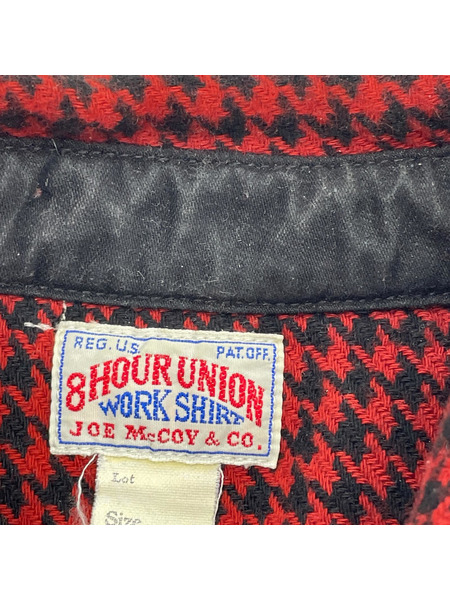 REG. U.S. PAT. OFF.
8 HOUR UNION
WORK SHIRT
JOE McCOY & CO.
Lot
Size